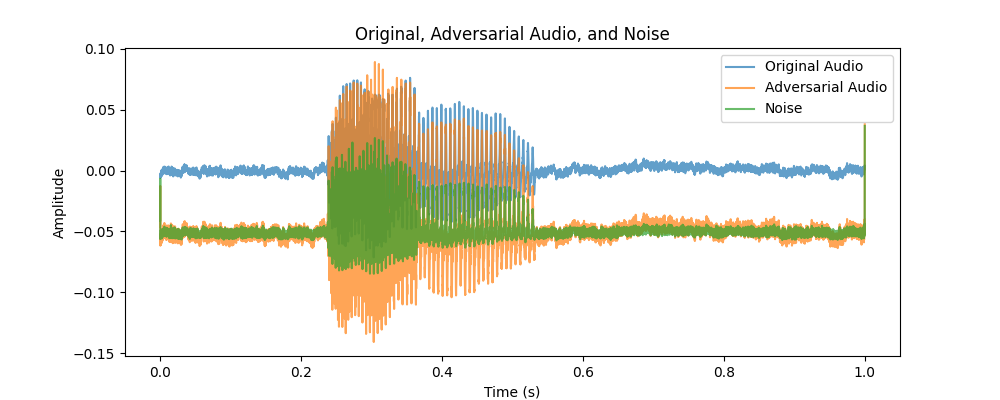 Original, Adversarial Audio, and Noise
Original Audio
Adversarial Audio
Noise
0.10
0.05
0.00
−0.05
−0.10
−0.15
Amplitude
0.0 0.2 0.4 0.6 0.8 1.0
Time (s)